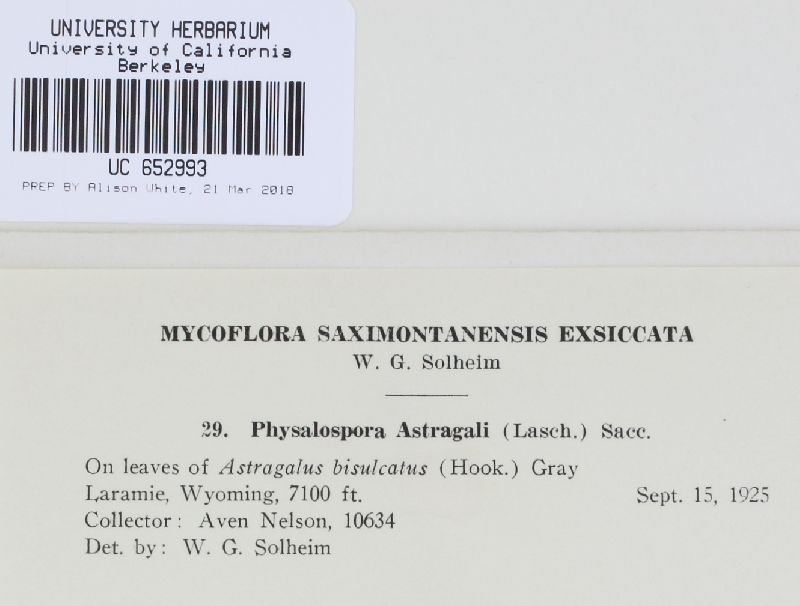 UNIVERSITY HERBARIUM
University of California
Berkeley
UC 652993
PREP BY Alison White, 21 Mar 2018
MYCOFLORA SAXIMONTANENSIS EXSICCATA
W. G. Solheim
29. Physalospora Astragali (Lasch.) Sacc.
On leaves of Astragalus bisulcatus (Hook.) Gray
Laramie, Wyoming, 7100 ft. Sept. 15, 1925
Collector: Aven Nelson, 10634
Det. by: W. G. Solheim